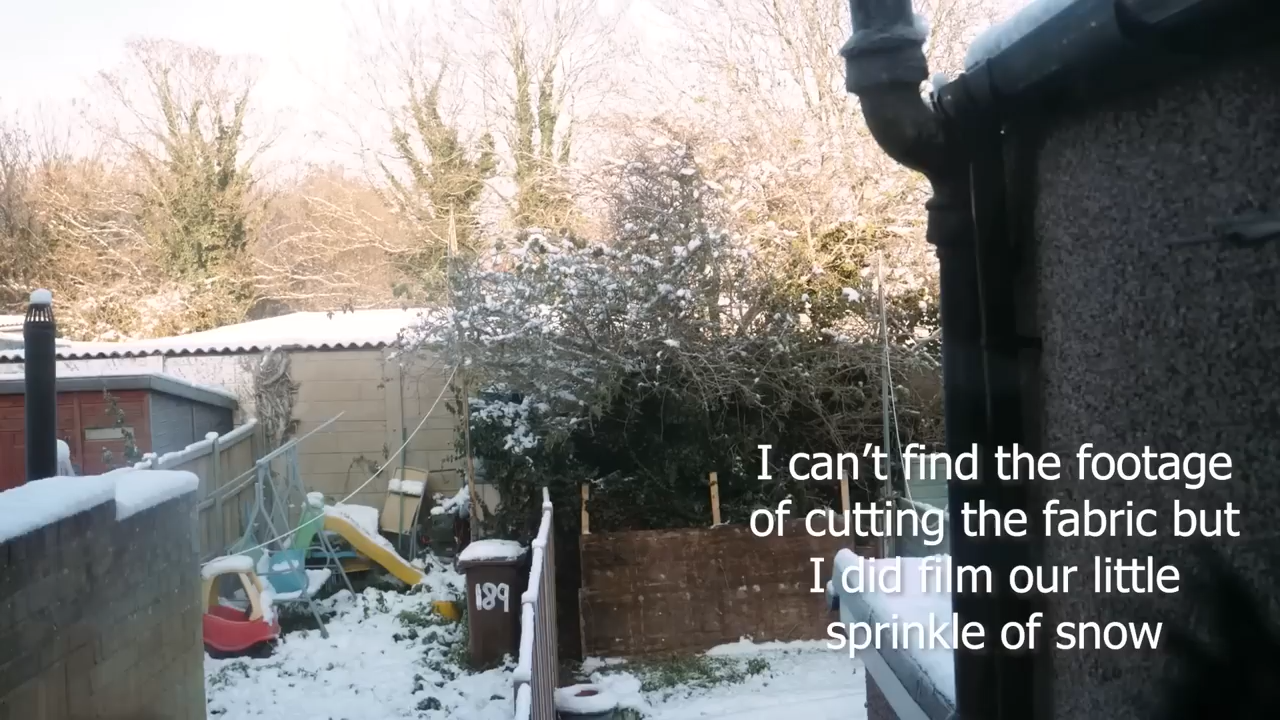 I can't find the footage
of cutting the fabric but
I did film our little
sprinkle of snow
189